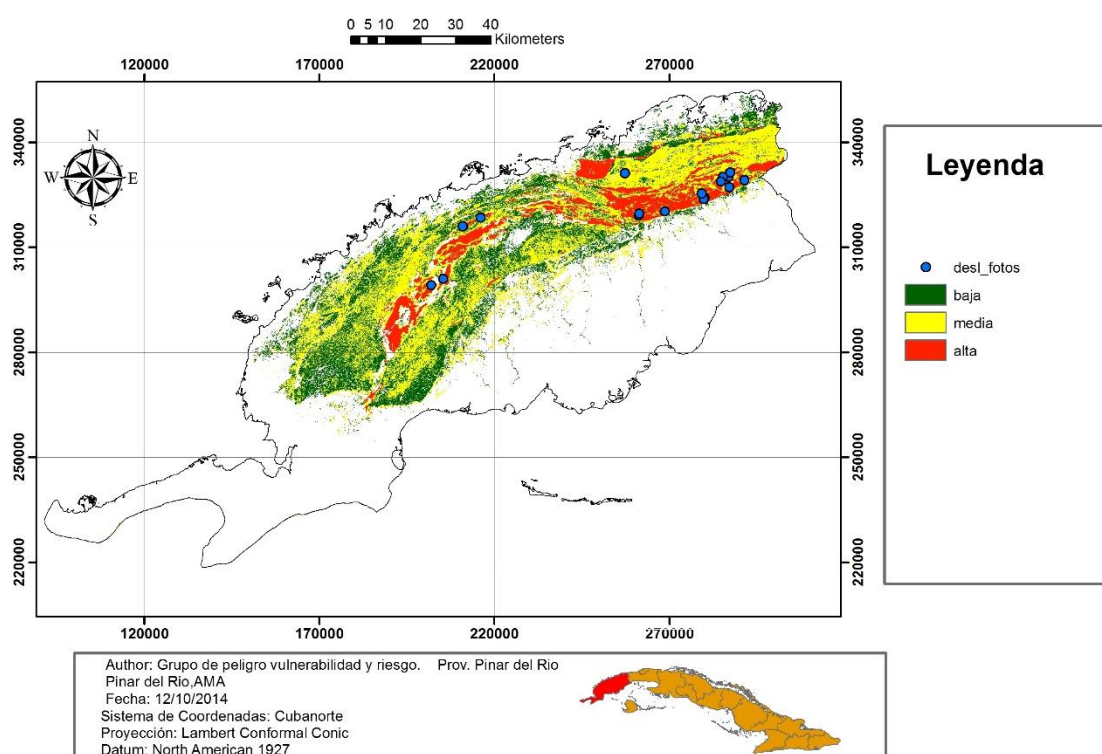 0 5 10 20 30 40
Kilometers
120000 170000 220000 270000
340000 340000
310000 310000
280000 280000
250000 250000
220000 220000
N
W E
S
120000 170000 220000 270000
Leyenda
desl_fotos
baja
media
alta
Author: Grupo de peligro vulnerabilidad y riesgo. Prov. Pinar del Rio
Pinar del Rio,AMA
Fecha: 12/10/2014
Sistema de Coordenadas: Cubanorte
Proyección: Lambert Conformal Conic
Datum: North American 1927